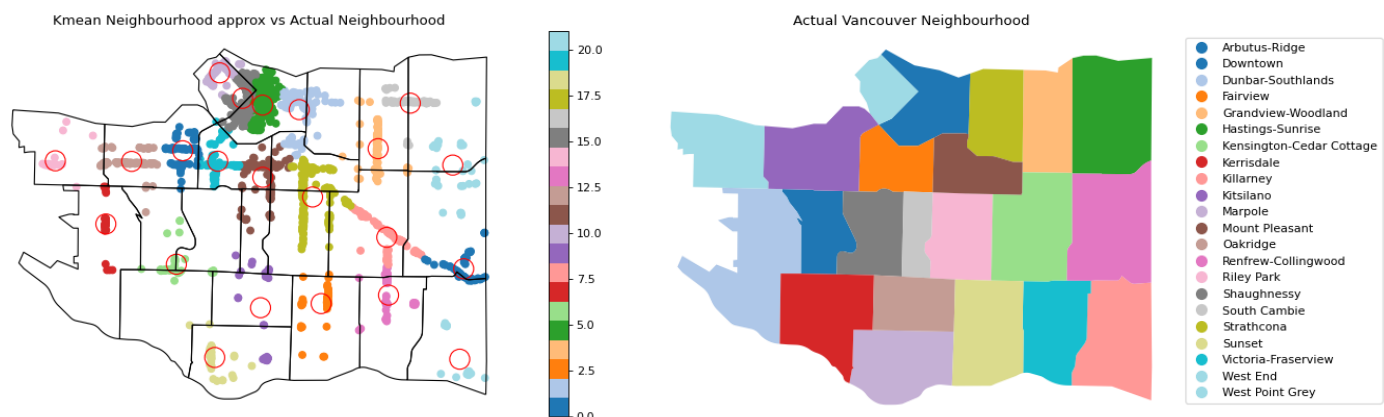 Kmean Neighbourhood approx vs Actual Neighbourhood
20.0
17.5
15.0
12.5
10.0
7.5
5.0
2.5
0.0
Actual Vancouver Neighbourhood
Arbutus-Ridge
Downtown
Dunbar-Southlands
Fairview
Grandview-Woodland
Hastings-Sunrise
Kensington-Cedar Cottage
Kerrisdale
Killarney
Kitsilano
Marpole
Mount Pleasant
Oakridge
Renfrew-Collingwood
Riley Park
Shaughnessy
South Cambie
Strathcona
Sunset
Victoria-Fraserview
West End
West Point Grey